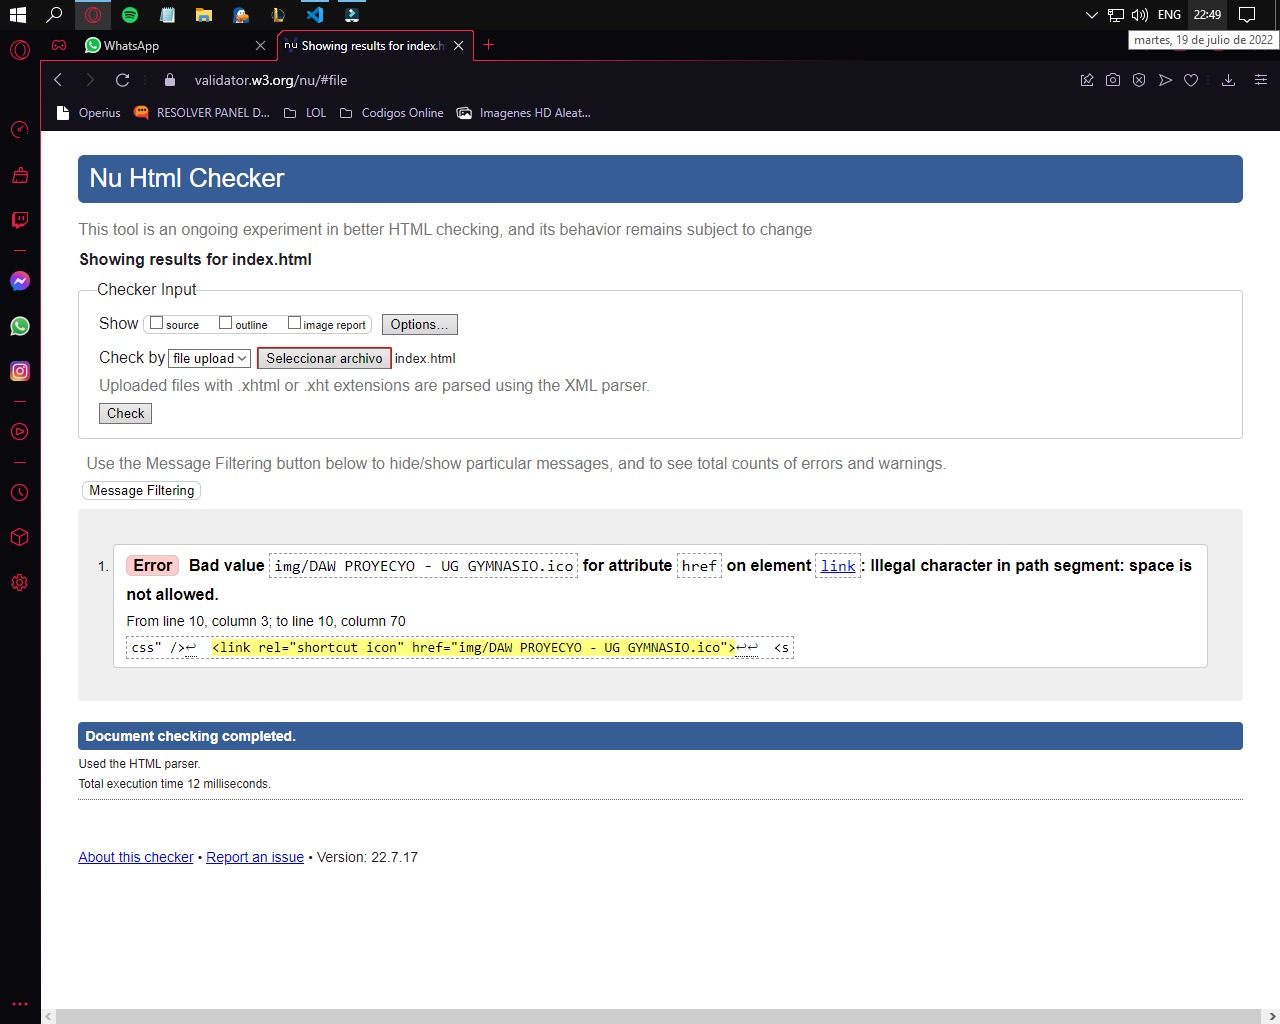 ENG 22:49
martes, 19 de julio de 2022
WhatsApp
Showing results for index.h
validator.w3.org/nu/#file
Operius RESOLVER PANEL D... LOL Codigos Online Imagenes HD Aleat...
Nu Html Checker
This tool is an ongoing experiment in better HTML checking, and its behavior remains subject to change
Showing results for index.html
Checker Input
Show source outline image report Options...
Check by file upload Seleccionar archivo index.html
Uploaded files with .xhtml or .xht extensions are parsed using the XML parser.
Check
Use the Message Filtering button below to hide/show particular messages, and to see total counts of errors and warnings.
Message Filtering
1. Error Bad value img/DAW PROYECYO - UG GYMNASIO.ico for attribute href on element link: Illegal character in path segment: space is
not allowed.
From line 10, column 3; to line 10, column 70
css" />↩ <link rel="shortcut icon" href="img/DAW PROYECYO - UG GYMNASIO.ico">↩↩ <s
Document checking completed.
Used the HTML parser.
Total execution time 12 milliseconds.
About this checker • Report an issue • Version: 22.7.17